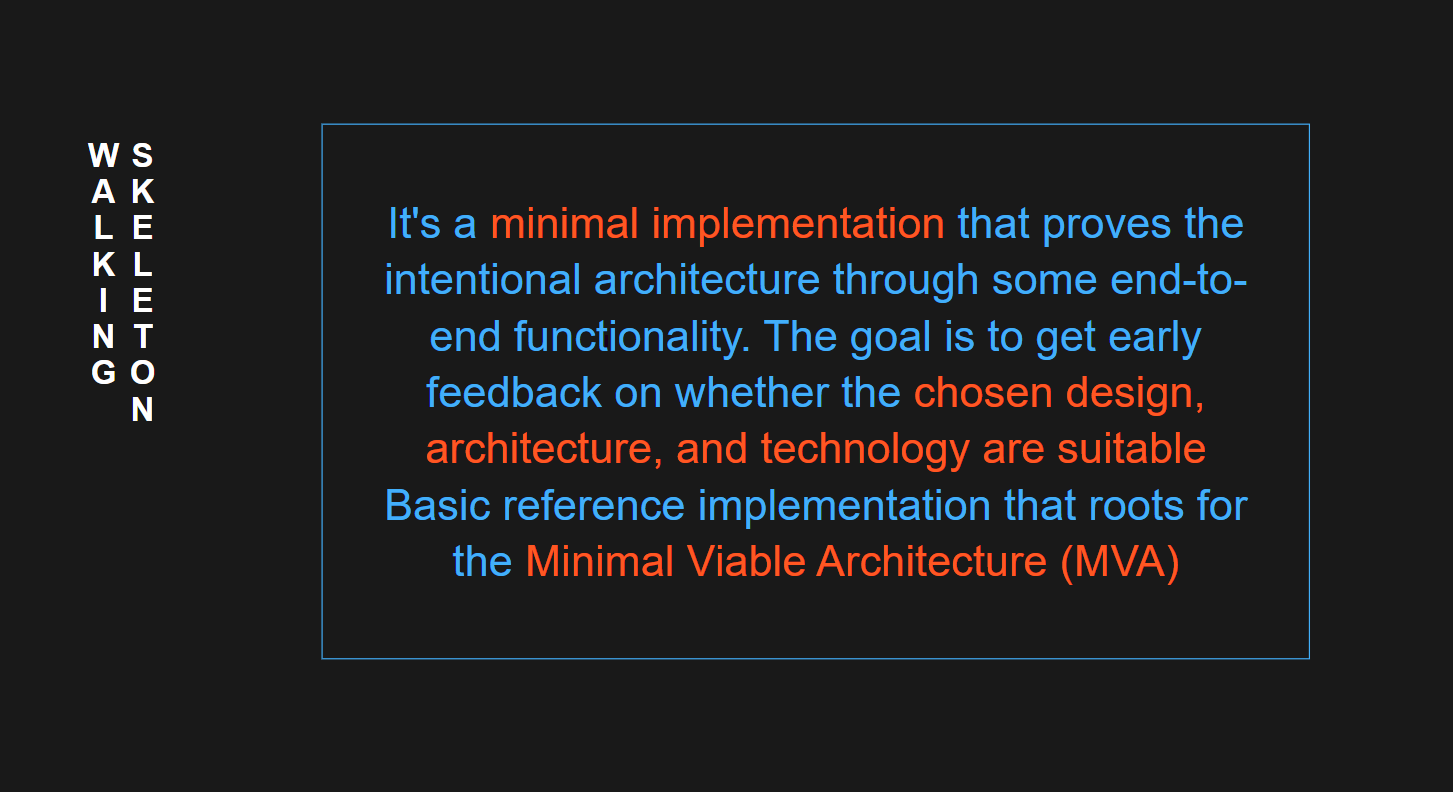 WALKING
SKELETON
It's a minimal implementation that proves the
intentional architecture through some end-to-
end functionality. The goal is to get early
feedback on whether the chosen design,
architecture, and technology are suitable
Basic reference implementation that roots for
the Minimal Viable Architecture (MVA)